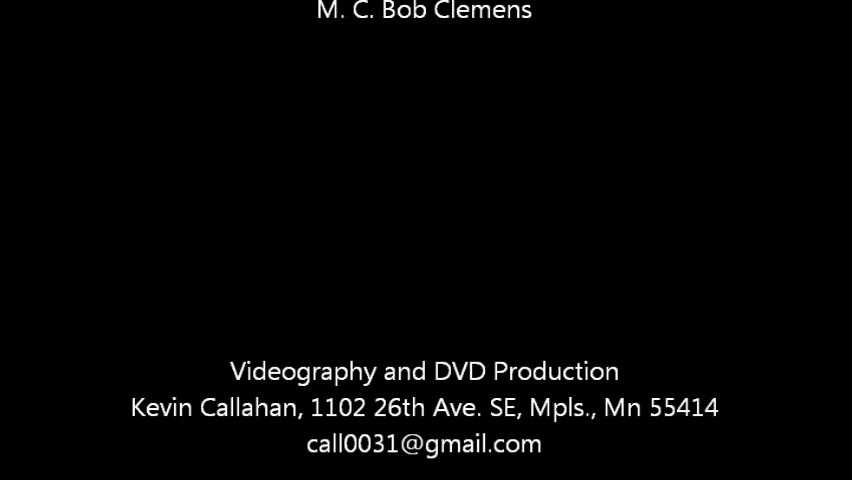 M. C. Bob Clemens
Videography and DVD Production
Kevin Callahan, 1102 26th Ave. SE, Mpls., Mn 55414
call0031@gmail.com